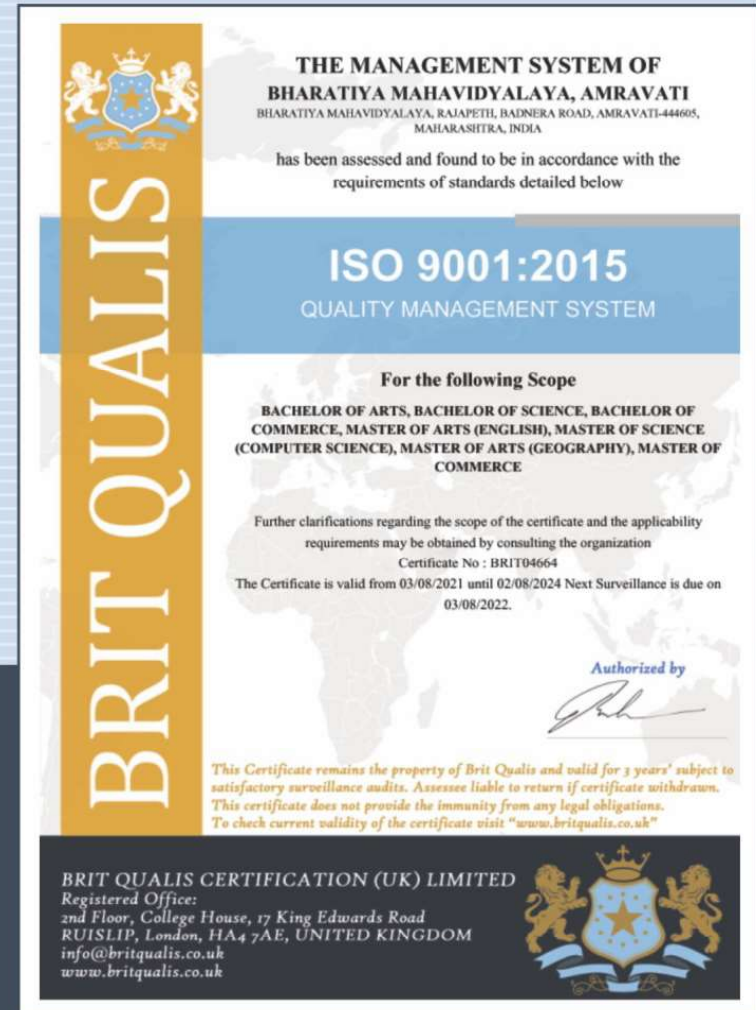 BRIT QUALIS
THE MANAGEMENT SYSTEM OF
BHARATIYA MAHAVIDYALAYA, AMRAVATI
BHARATIYA MAHAVIDYALAYA, RAJAPETH, BADNERA ROAD, AMRAVATI-444605,
MAHARASHTRA, INDIA
has been assessed and found to be in accordance with the
requirements of standards detailed below
ISO 9001:2015
QUALITY MANAGEMENT SYSTEM
For the following Scope
BACHELOR OF ARTS, BACHELOR OF SCIENCE, BACHELOR OF
COMMERCE, MASTER OF ARTS (ENGLISH), MASTER OF SCIENCE
(COMPUTER SCIENCE), MASTER OF ARTS (GEOGRAPHY), MASTER OF
COMMERCE
Further clarifications regarding the scope of the certificate and the applicability
requirements may be obtained by consulting the organization
Certificate No : BRIT04664
The Certificate is valid from 03/08/2021 until 02/08/2024 Next Surveillance is due on
03/08/2022.
Authorized by
This Certificate remains the property of Brit Qualis and valid for 3 years' subject to
satisfactory surveillance audits. Assessee liable to return if certificate withdrawn.
This certificate does not provide the immunity from any legal obligations.
To check current validity of the certificate visit "www.britqualis.co.uk"
BRIT QUALIS CERTIFICATION (UK) LIMITED
Registered Office:
2nd Floor, College House, 17 King Edwards Road
RUISLIP, London, HA4 7AE, UNITED KINGDOM
info@britqualis.co.uk
www.britqualis.co.uk